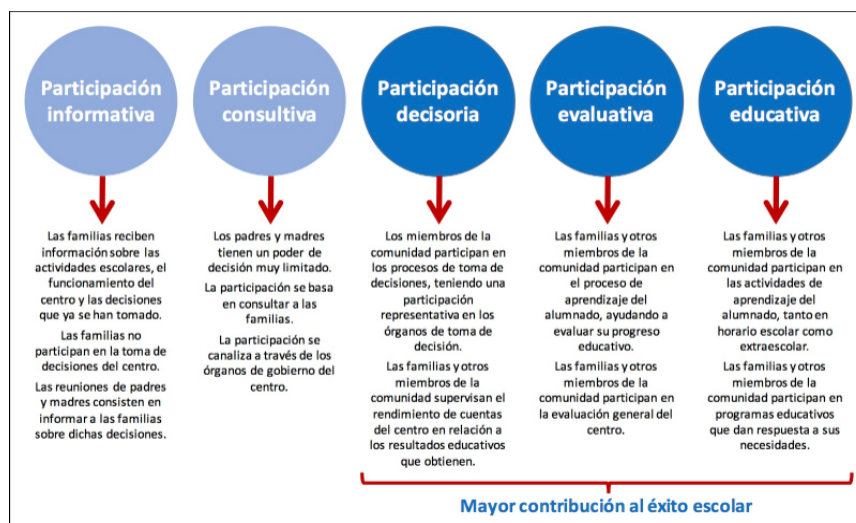 Participación
informativa
Participación
consultiva
Participación
decisoria
Participación
evaluativa
Participación
educativa
Las familias reciben
información sobre las
actividades escolares, el
funcionamiento del
centro y las decisiones
que ya se han tomado.
Las familias no
participan en la toma de
decisiones del centro.
Las reuniones de padres
y madres consisten en
informar a las familias
sobre dichas decisiones.
Los padres y madres
tienen un poder de
decisión muy limitado.
La participación se basa
en consultar a las
familias.
La participación se
canaliza a través de los
órganos de gobierno del
centro.
Los miembros de la
comunidad participan en
los procesos de toma de
decisiones, teniendo una
participación
representativa en los
órganos de toma de
decisión.
Las familias y otros
miembros de la
comunidad supervisan el
rendimiento de cuentas
del centro en relación a
los resultados educativos
que obtienen.
Las familias y otros
miembros de la
comunidad participan en
el proceso de
aprendizaje del
alumnado, ayudando a
evaluar su progreso
educativo.
Las familias y otros
miembros de la
comunidad participan en
la evaluación general del
centro.
Las familias y otros
miembros de la
comunidad participan en
las actividades de
aprendizaje del
alumnado, tanto en
horario escolar como
extraescolar.
Las familias y otros
miembros de la
comunidad participan en
programas educativos
que dan respuesta a sus
necesidades.
Mayor contribución al éxito escolar